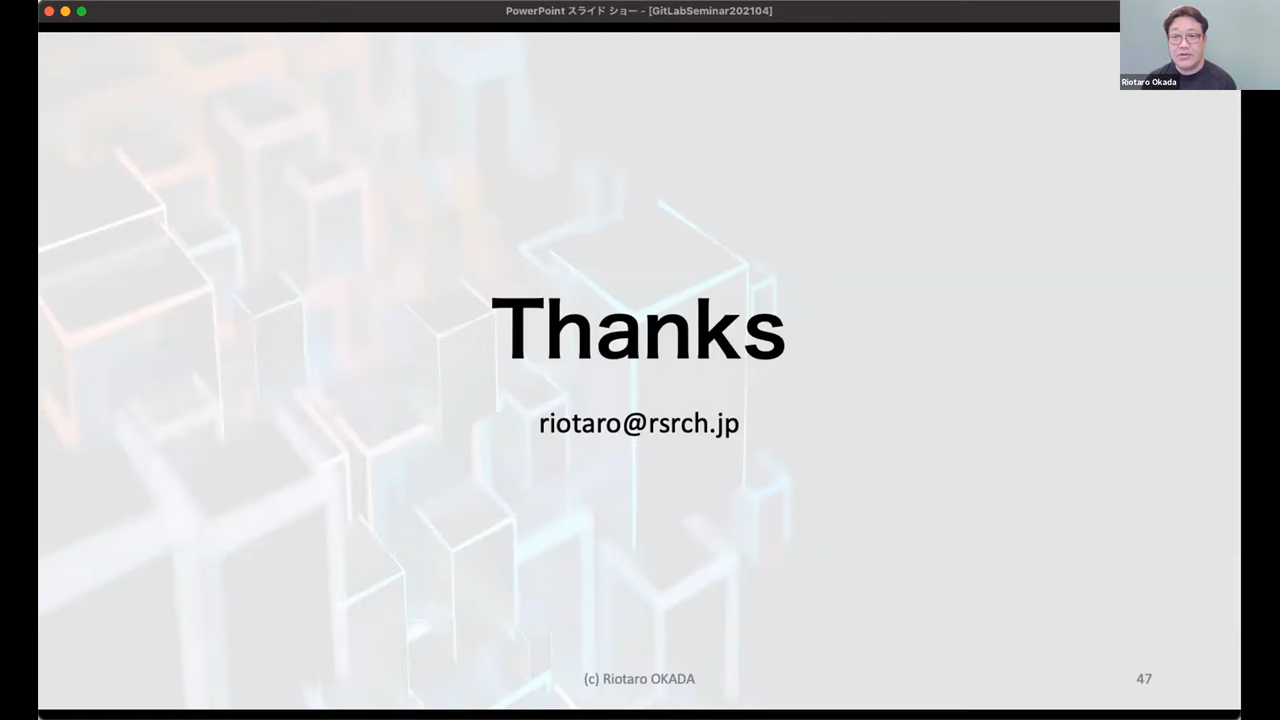 PowerPoint スライド ショー - [GitLabSeminar202104]
Riotaro Okada
Thanks
riotaro@rsrch.jp
(c) Riotaro OKADA
47